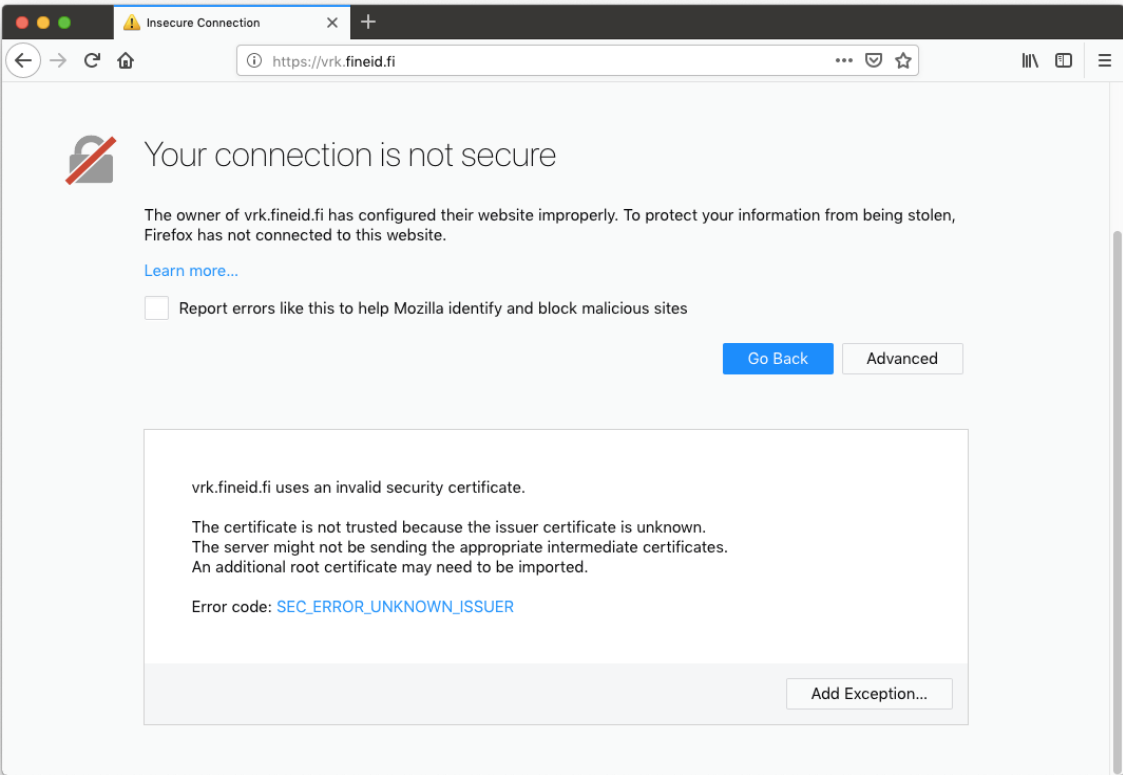 Insecure Connection
https://vrk.fineid.fi
Your connection is not secure
The owner of vrk.fineid.fi has configured their website improperly. To protect your information from being stolen,
Firefox has not connected to this website.
Learn more...
Report errors like this to help Mozilla identify and block malicious sites
Go Back
Advanced
vrk.fineid.fi uses an invalid security certificate.
The certificate is not trusted because the issuer certificate is unknown.
The server might not be sending the appropriate intermediate certificates.
An additional root certificate may need to be imported.
Error code: SEC_ERROR_UNKNOWN_ISSUER
Add Exception...